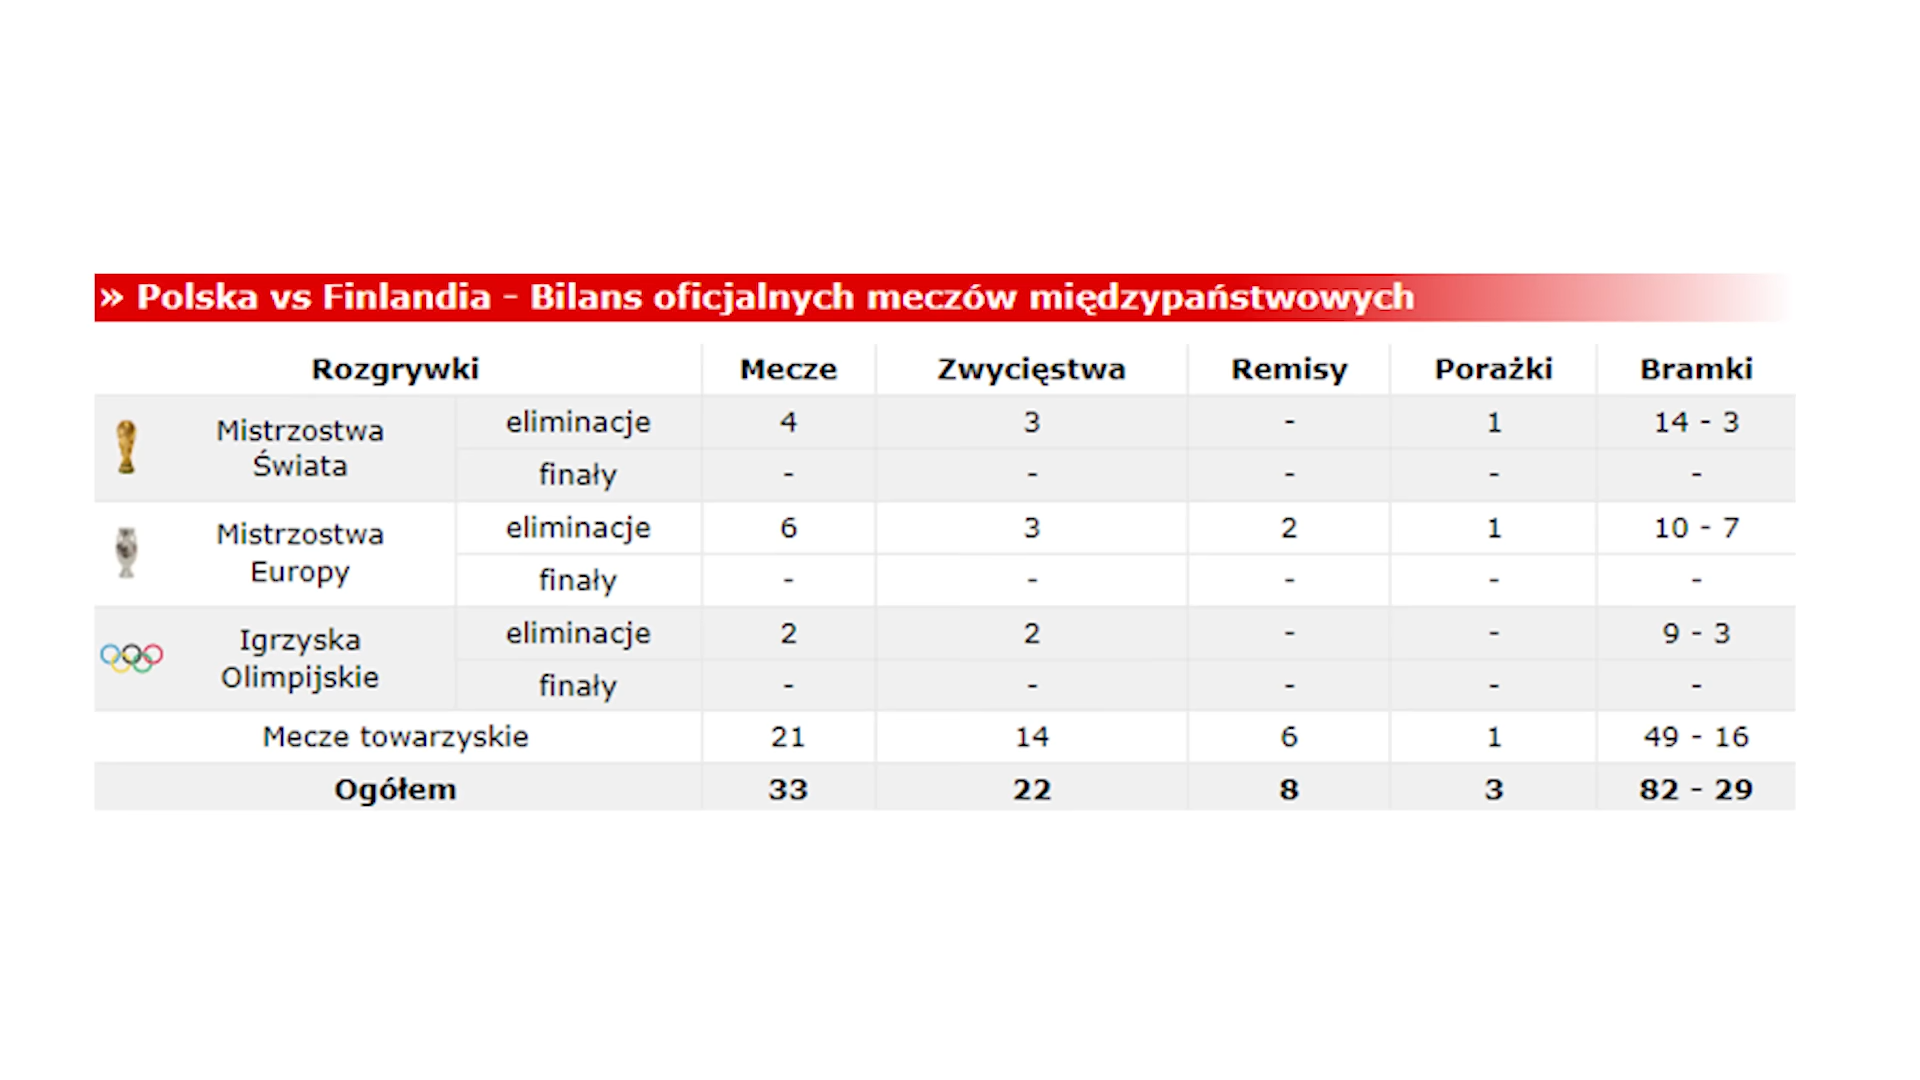 » Polska vs Finlandia - Bilans oficjalnych meczów międzypaństwowych
Rozgrywki Mecze Zwycięstwa Remisy Porażki Bramki
Mistrzostwa Świata
eliminacje 4 3 - 1 14 - 3
finały - - - - -
Mistrzostwa Europy
eliminacje 6 3 2 1 10 - 7
finały - - - - -
Igrzyska Olimpijskie
eliminacje 2 2 - - 9 - 3
finały - - - - -
Mecze towarzyskie 21 14 6 1 49 - 16
Ogółem 33 22 8 3 82 - 29